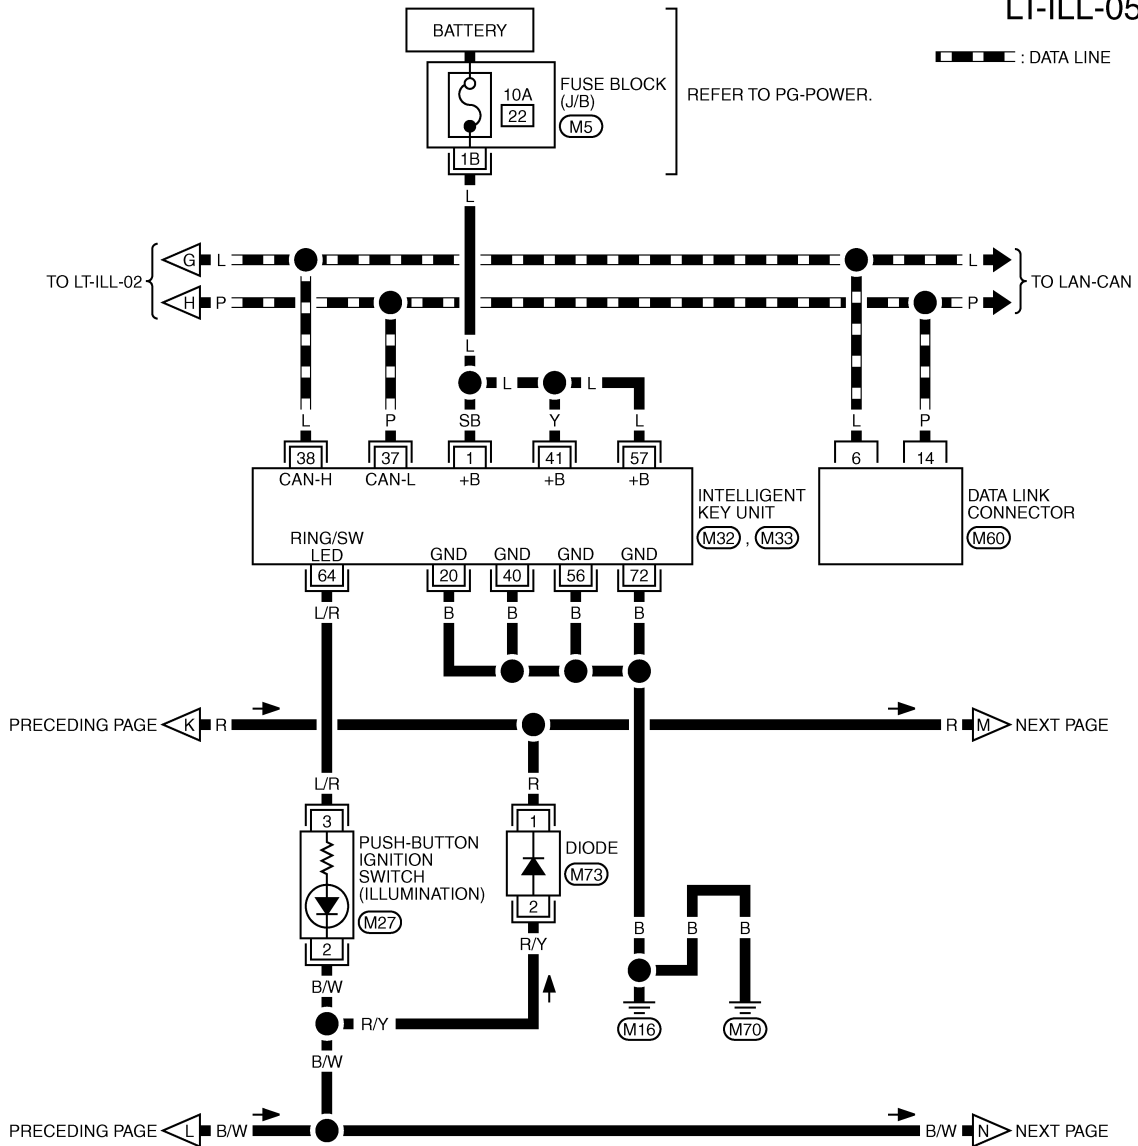 LT-ILL-05
BATTERY
: DATA LINE
FUSE BLOCK
(J/B)
10A
22
M5
REFER TO PG-POWER.
1B
L
G L
L
TO LT-ILL-02
TO LAN-CAN
H P
P
L
L L
L P SB Y L
L P
38 37 1 41 57
6 14
CAN-H CAN-L +B +B +B
INTELLIGENT
KEY UNIT
M32 , M33
DATA LINK
CONNECTOR
M60
RING/SW
LED
GND GND GND GND
64 20 40 56 72
L/R B B B B
PRECEDING PAGE K R
R M NEXT PAGE
L/R R
3 1
PUSH-BUTTON
IGNITION
SWITCH
(ILLUMINATION)
M27
DIODE
M73
2
2
R/Y
B B B
B/W
R/Y
M16 M70
B/W
PRECEDING PAGE L B/W
B/W N NEXT PAGE